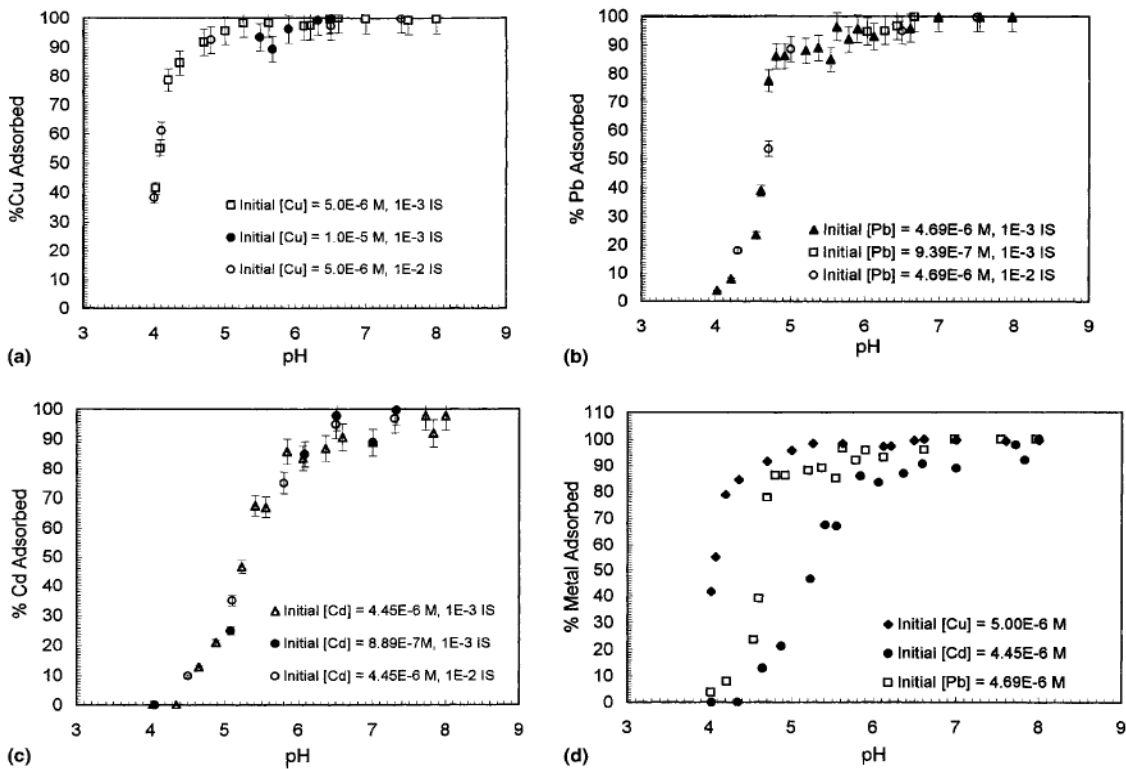 100
90
80
70
60
50
40
30
20
10
0
%Cu Adsorbed
Initial [Cu] = 5.0E-6 M, 1E-3 IS
Initial [Cu] = 1.0E-5 M, 1E-3 IS
Initial [Cu] = 5.0E-6 M, 1E-2 IS
3 4 5 6 7 8 9
(a) pH
100
90
80
70
60
50
40
30
20
10
0
% Pb Adsorbed
Initial [Pb] = 4.69E-6 M, 1E-3 IS
Initial [Pb] = 9.39E-7 M, 1E-3 IS
Initial [Pb] = 4.69E-6 M, 1E-2 IS
3 4 5 6 7 8 9
(b) pH
100
90
80
70
60
50
40
30
20
10
0
% Cd Adsorbed
Initial [Cd] = 4.45E-6 M, 1E-3 IS
Initial [Cd] = 8.89E-7M, 1E-3 IS
Initial [Cd] = 4.45E-6 M, 1E-2 IS
3 4 5 6 7 8 9
(c) pH
110
100
90
80
70
60
50
40
30
20
10
0
% Metal Adsorbed
Initial [Cu] = 5.00E-6 M
Initial [Cd] = 4.45E-6 M
Initial [Pb] = 4.69E-6 M
3 4 5 6 7 8 9
(d) pH